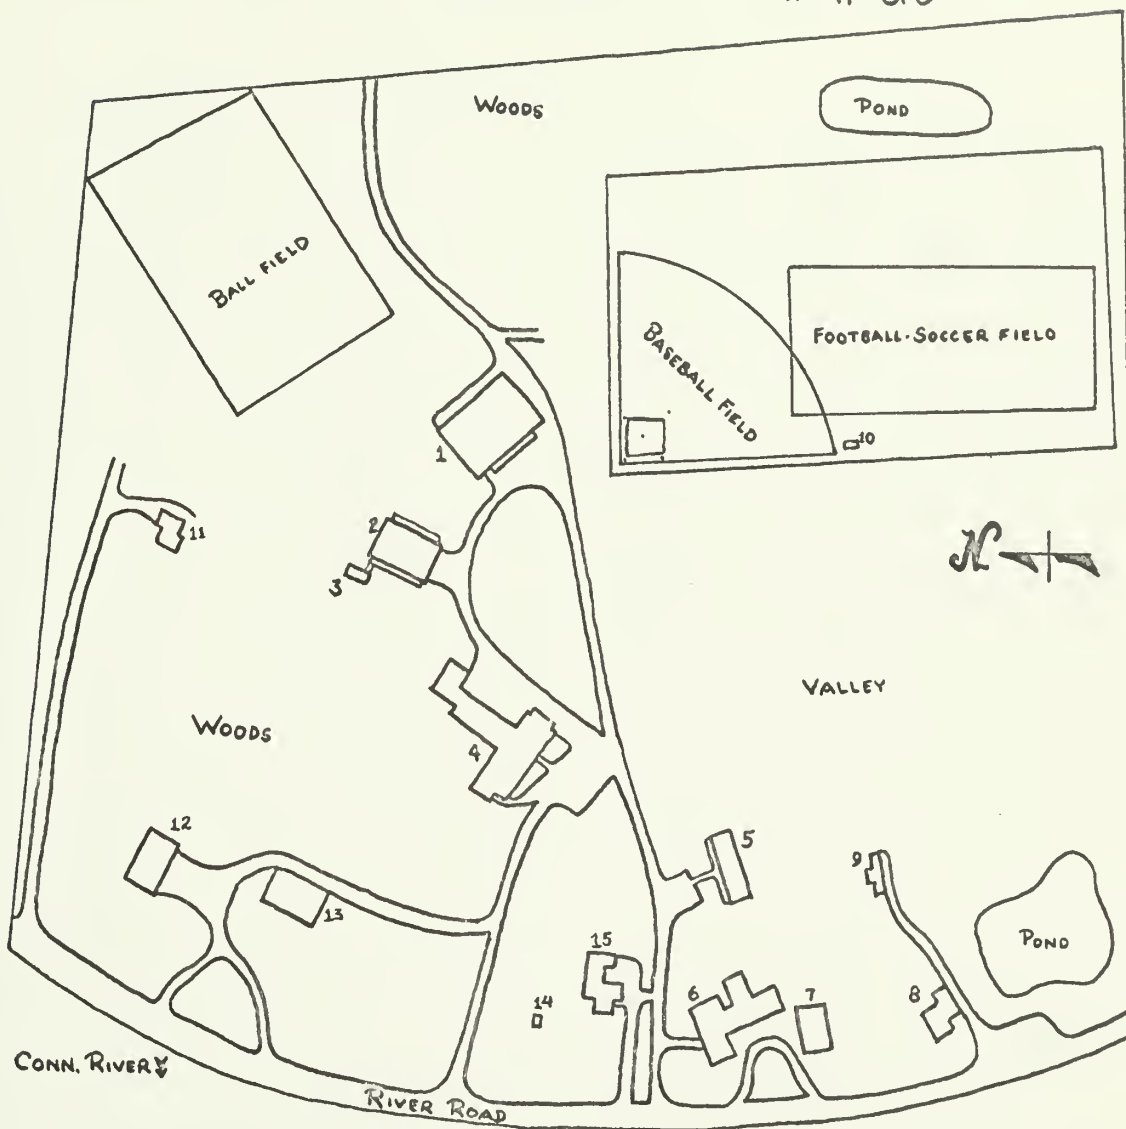 WOODS
POND
BALL FIELD
BASEBALL FIELD
FOOTBALL-SOCCER FIELD
10
1
2
3
11
N
VALLEY
WOODS
4
12
5
9
13
15
POND
14
6
7
8
CONN. RIVER
RIVER ROAD